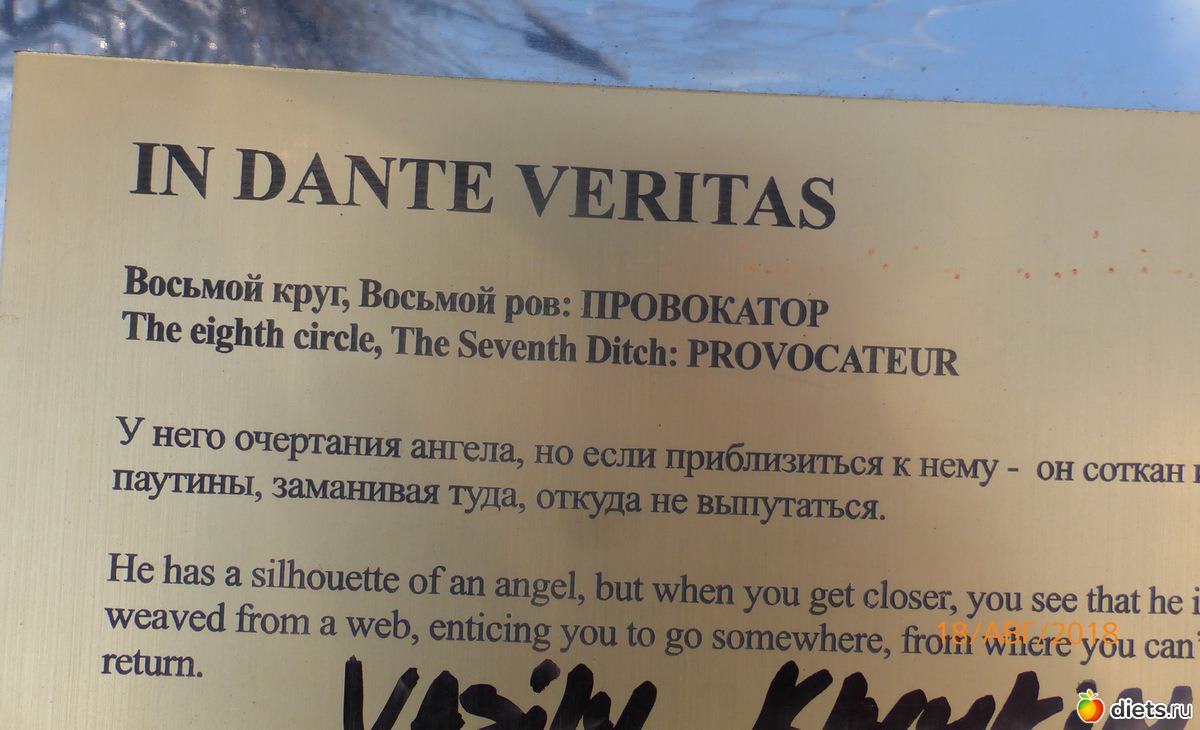 IN DANTE VERITAS
Восьмой круг, Восьмой ров: ПРОВОКАТОР
The eighth circle, The Seventh Ditch: PROVOCATEUR
У него очертания ангела, но если приблизиться к нему - он соткан
паутины, заманивая туда, откуда не выпутаться.
He has a silhouette of an angel, but when you get closer, you see that he
weaved from a web, enticing you to go somewhere, from where you can
return.
18/АВГ/2018
Vasily
diets.ru